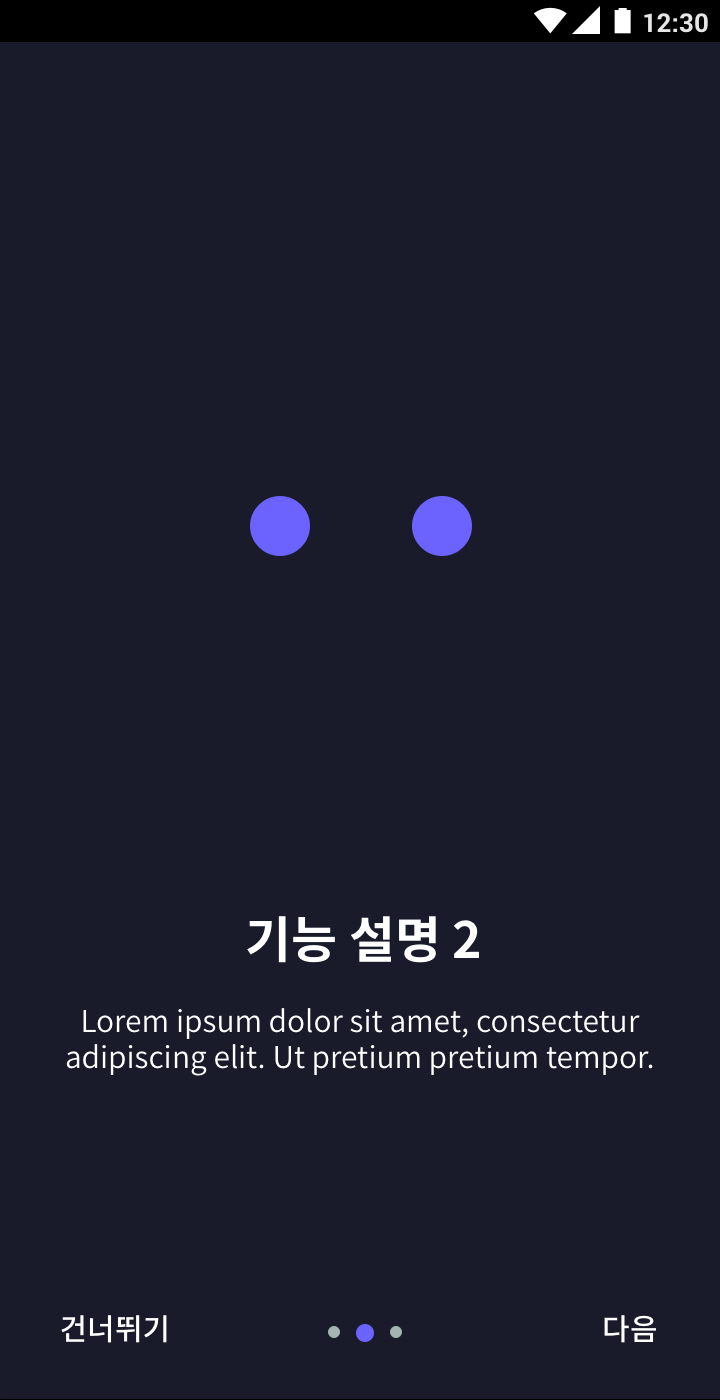 12:30
기능 설명 2
Lorem ipsum dolor sit amet, consectetur
adipiscing elit. Ut pretium pretium tempor.
건너뛰기
다음